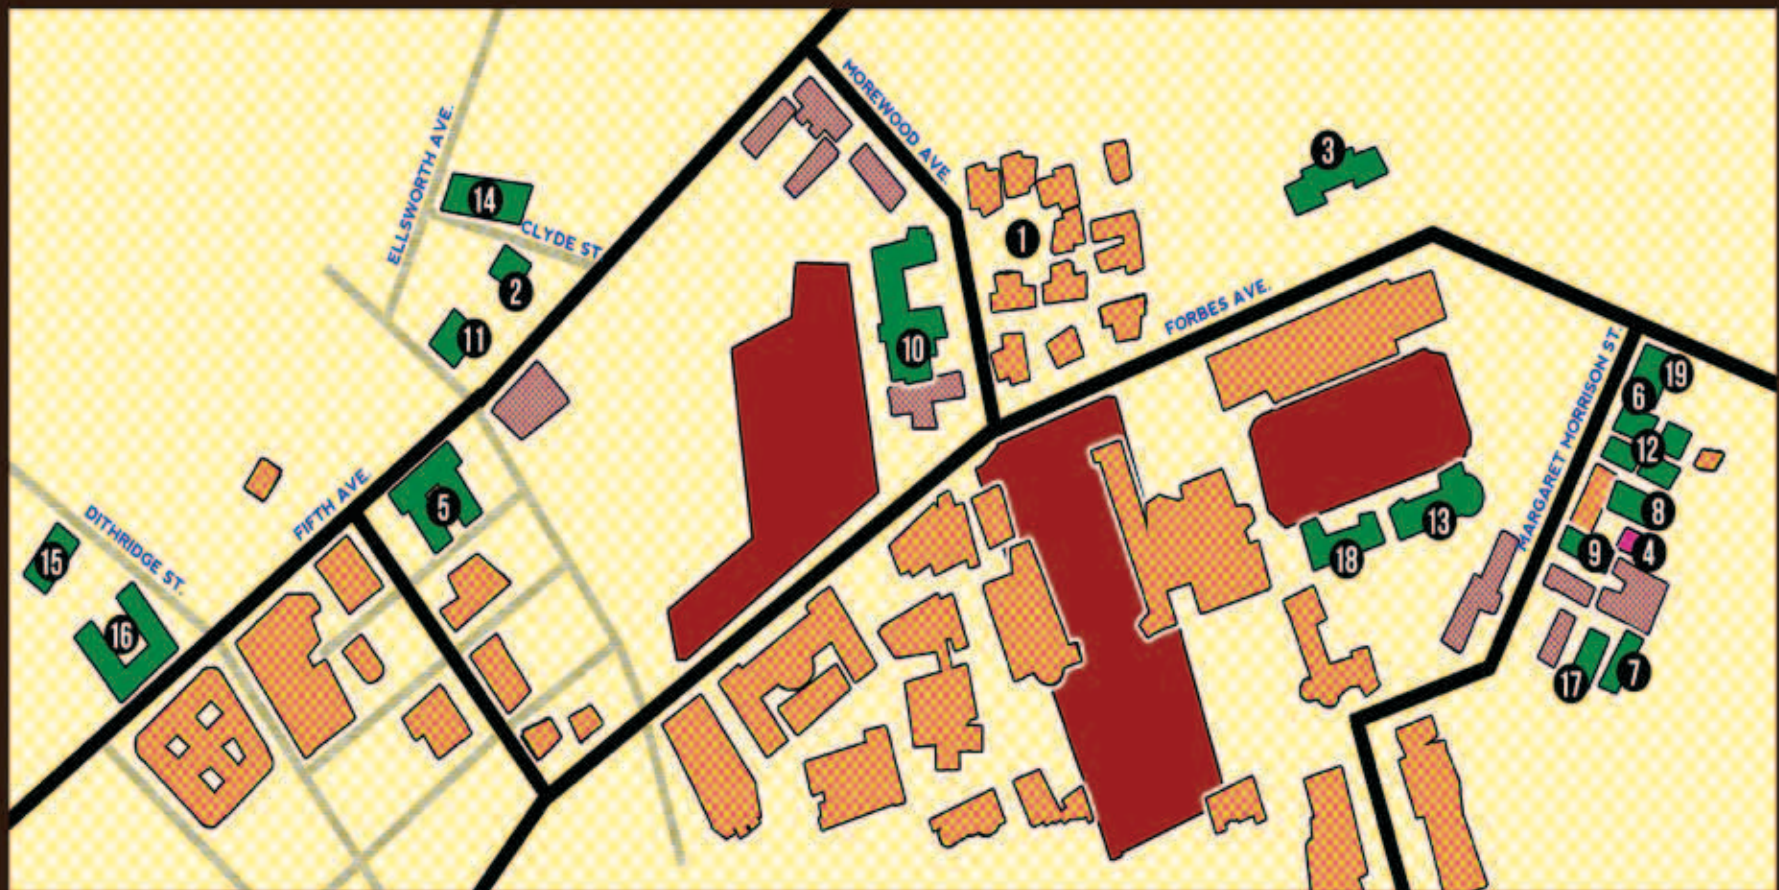 MOREWOOD AVE.
ELLSWORTH AVE.
3
14
CLYDE ST
1
2
FORBES AVE.
11
10
MARGARET MORRISON ST.
19
6
12
FIFTH AVE.
5
8
DITHRIDGE ST.
13
15
18
9
4
16
17
7